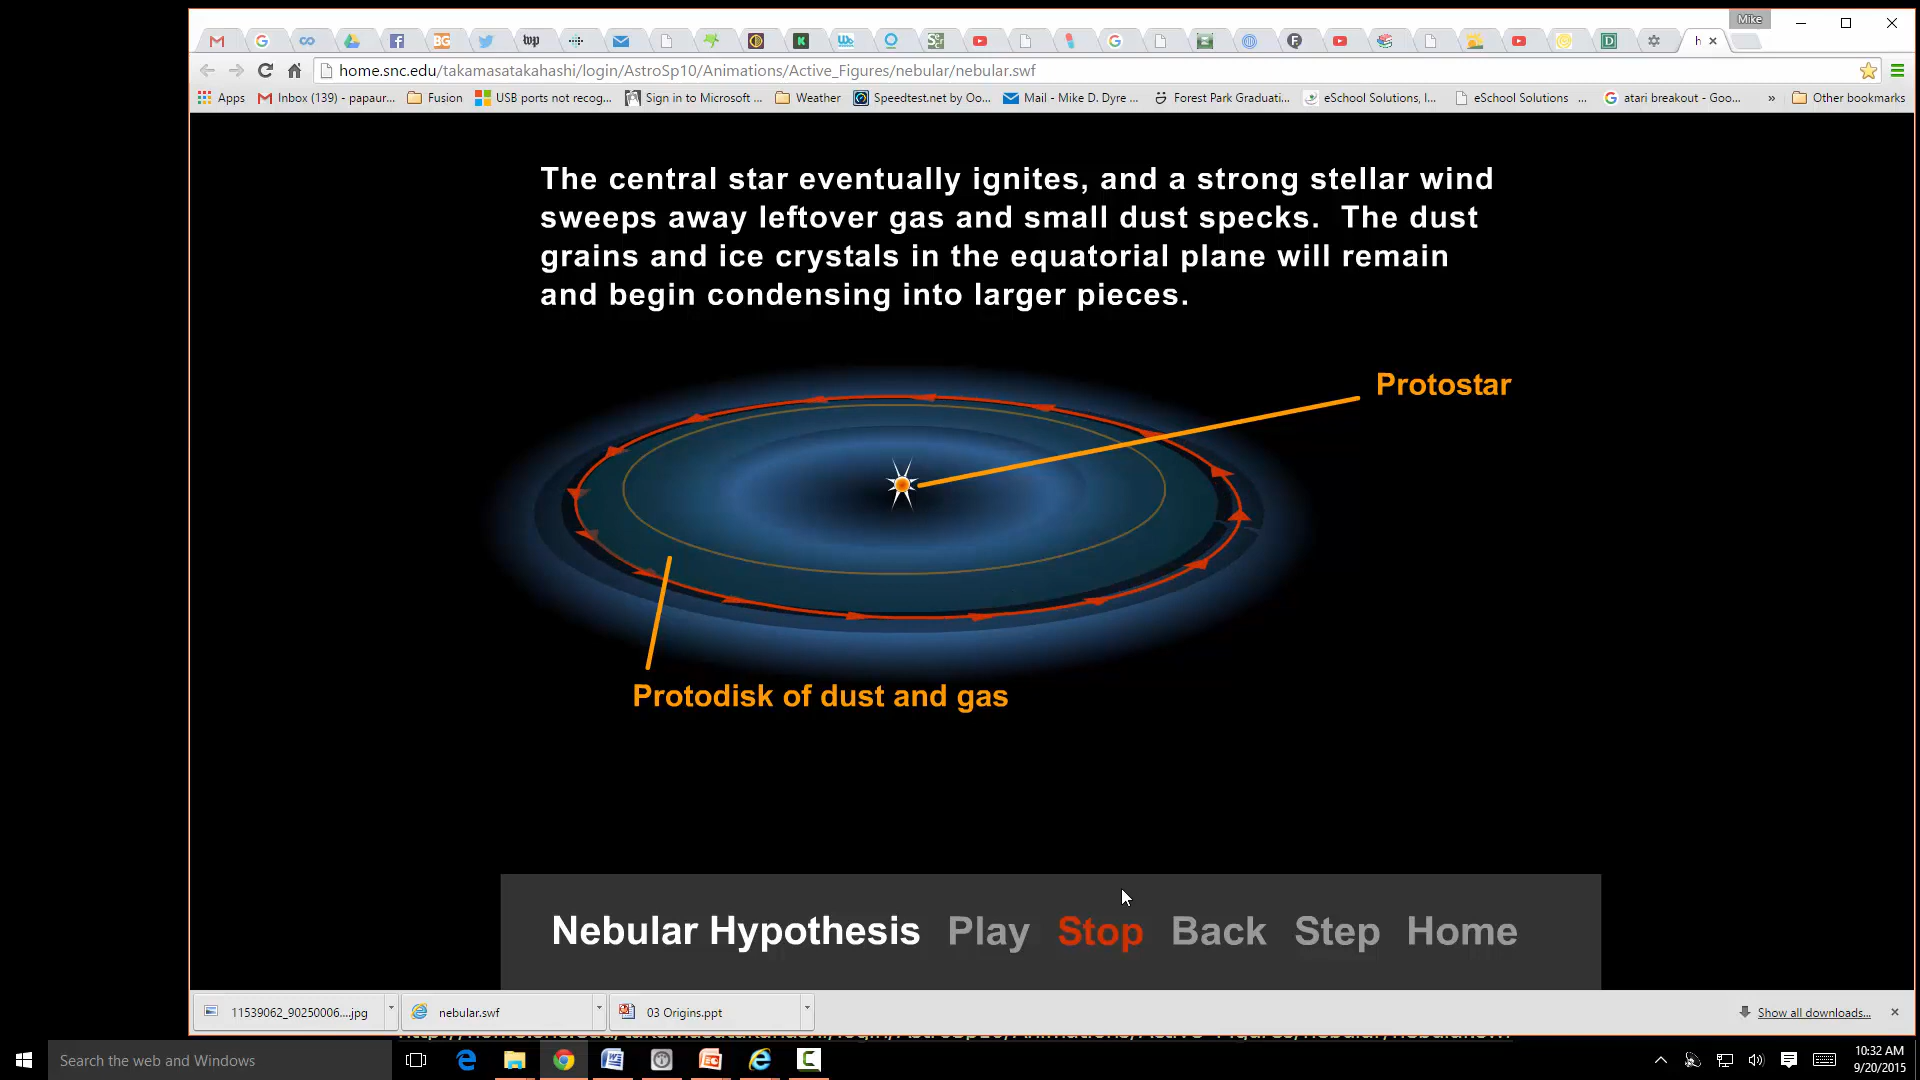 Mike
h
home.snc.edu/takamasatakahashi/login/AstroSp10/Animations/Active_Figures/nebular/nebular.swf
Apps Inbox (139) - papaur... Fusion USB ports not recog... Sign in to Microsoft ... Weather Speedtest.net by Oo... Mail - Mike D. Dyre ... Forest Park Graduati... eSchool Solutions, I... eSchool Solutions ... atari breakout - Goo... » Other bookmarks
The central star eventually ignites, and a strong stellar wind
sweeps away leftover gas and small dust specks. The dust
grains and ice crystals in the equatorial plane will remain
and begin condensing into larger pieces.
Protostar
Protodisk of dust and gas
Nebular Hypothesis Play Stop Back Step Home
11539062_90250006....jpg nebular.swf 03 Origins.ppt Show all downloads...
Search the web and Windows
10:32 AM
9/20/2015